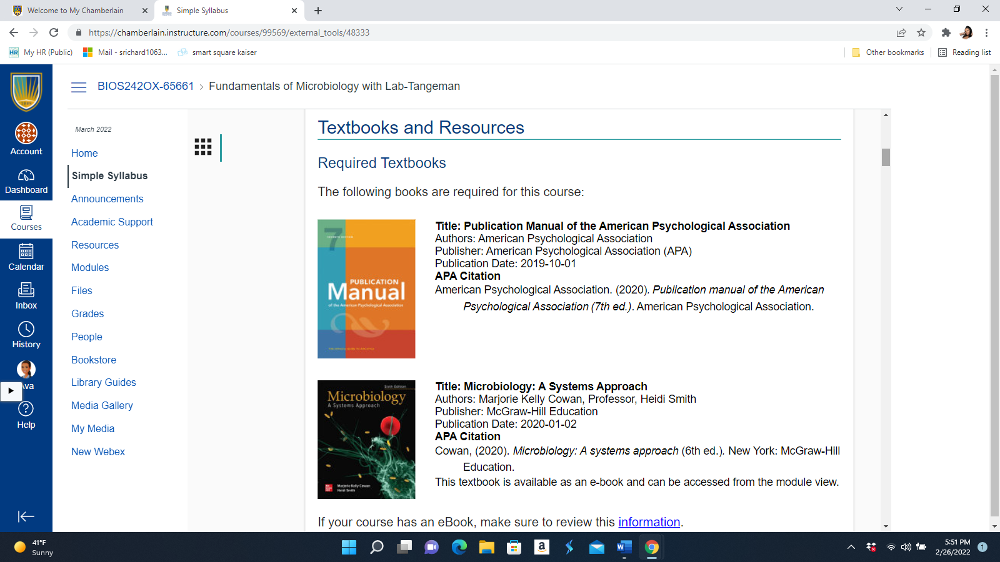 Welcome to My Chamberlain
Simple Syllabus
https://chamberlain.instructure.com/courses/99569/external_tools/48333
My HR (Public)
Mail - srichard1063...
smart square kaiser
Other bookmarks
Reading list
BIOS242OX-65661 > Fundamentals of Microbiology with Lab-Tangeman
Account
Dashboard
Courses
Calendar
Inbox
History
va
Help
March 2022
Home
Simple Syllabus
Announcements
Academic Support
Resources
Modules
Files
Grades
People
Bookstore
Library Guides
Media Gallery
My Media
New Webex
Textbooks and Resources
Required Textbooks
The following books are required for this course:
7
SEVENTH EDITION
PUBLICATION
Manual
of the American Psychological Association
THE OFFICIAL GUIDE TO APA STYLE
Title: Publication Manual of the American Psychological Association
Authors: American Psychological Association
Publisher: American Psychological Association (APA)
Publication Date: 2019-10-01
APA Citation
American Psychological Association. (2020). Publication manual of the American
Psychological Association (7th ed.). American Psychological Association.
Sixth Edition
Microbiology
A Systems Approach
Marjorie Kelly Cowan
Heidi Smith
Title: Microbiology: A Systems Approach
Authors: Marjorie Kelly Cowan, Professor, Heidi Smith
Publisher: McGraw-Hill Education
Publication Date: 2020-01-02
APA Citation
Cowan, (2020). Microbiology: A systems approach (6th ed.). New York: McGraw-Hill
Education.
This textbook is available as an e-book and can be accessed from the module view.
If your course has an eBook, make sure to review this information.
41°F
Sunny
5:51 PM
2/26/2022
1